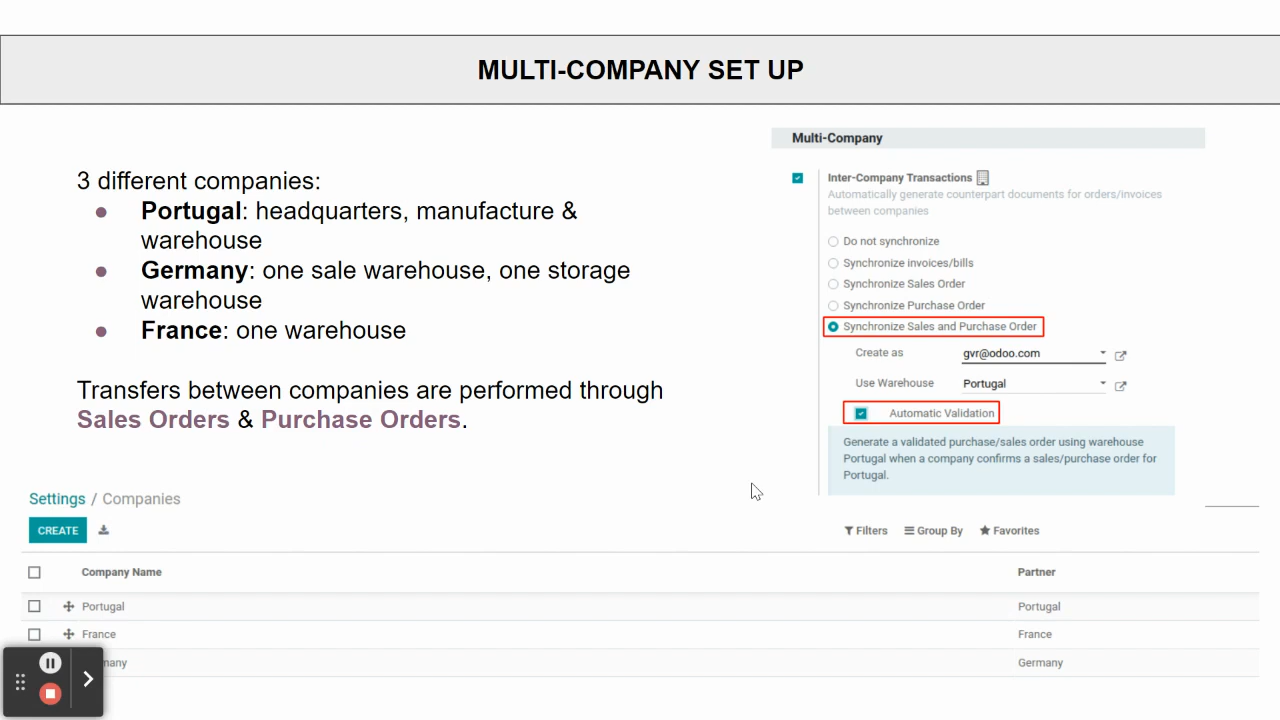 MULTI-COMPANY SET UP
3 different companies:
● Portugal: headquarters, manufacture &
warehouse
● Germany: one sale warehouse, one storage
warehouse
● France: one warehouse
Transfers between companies are performed through
Sales Orders & Purchase Orders.
Multi-Company
Inter-Company Transactions
Automatically generate counterpart documents for orders/invoices
between companies
Do not synchronize
Synchronize invoices/bills
Synchronize Sales Order
Synchronize Purchase Order
Synchronize Sales and Purchase Order
Create as gvr@odoo.com
Use Warehouse Portugal
Automatic Validation
Generate a validated purchase/sales order using warehouse
Portugal when a company confirms a sales/purchase order for
Portugal.
Settings / Companies
CREATE Filters Group By Favorites
Company Name Partner
Portugal Portugal
France France
many Germany